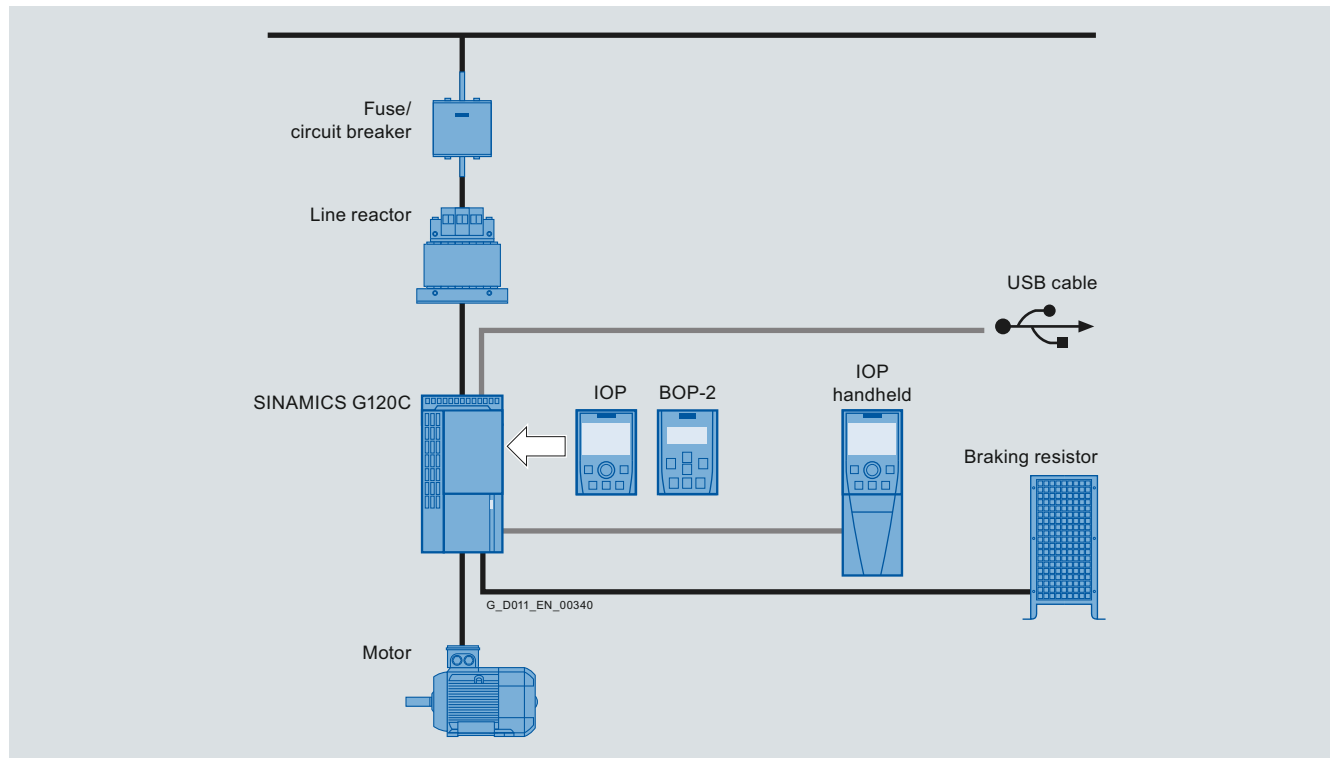 Fuse/
circuit breaker
Line reactor
USB cable
SINAMICS G120C
IOP
BOP-2
IOP
handheld
Braking resistor
G_D011_EN_00340
Motor